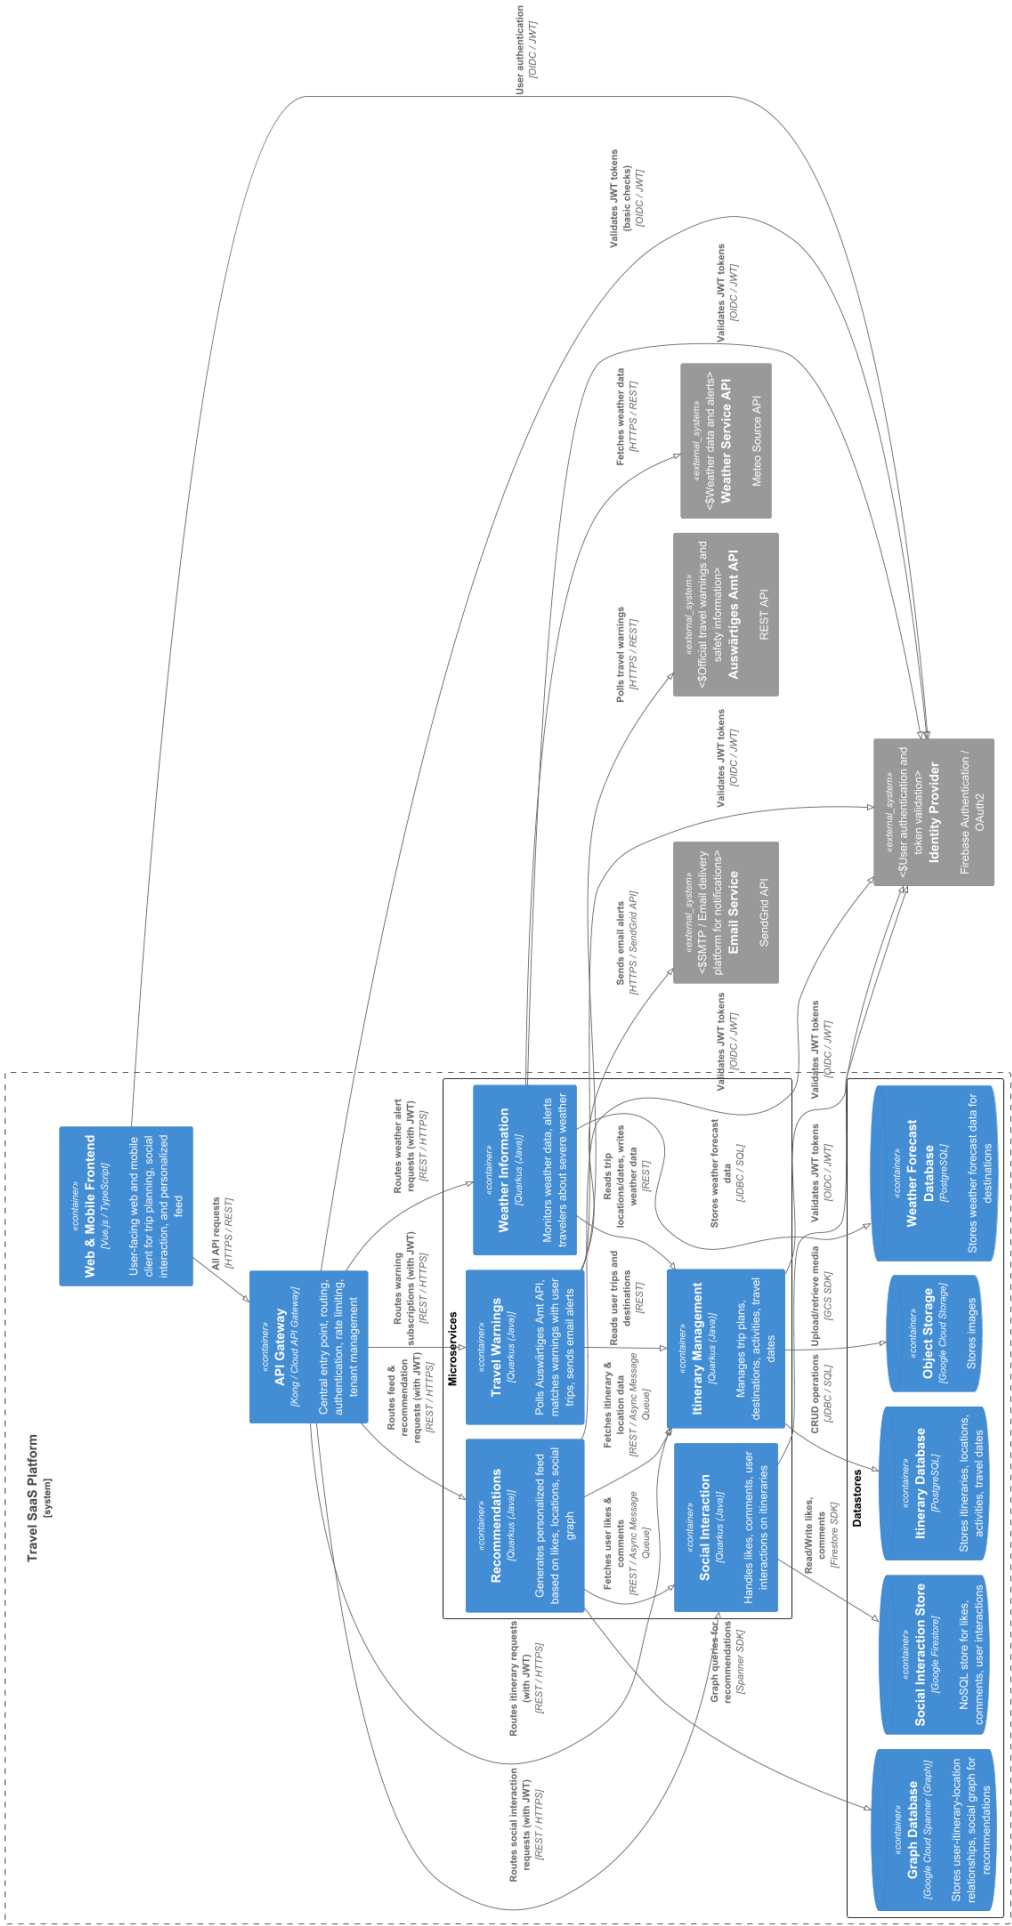 Travel SaaS Platform
[system]
«container»
Web & Mobile Frontend
[Vue.js / TypeScript]
User-facing web and mobile
client for trip planning, social
interaction, and personalized
feed
User authentication
[OIDC / JWT]
All API requests
[HTTPS / REST]
«container»
API Gateway
[Kong / Cloud API Gateway]
Central entry point, routing,
authentication, rate limiting,
tenant management
Validates JWT tokens
(basic checks)
[OIDC / JWT]
Routes feed &
recommendation
requests (with JWT)
[REST / HTTPS]
Routes warning
subscriptions (with JWT)
[REST / HTTPS]
Routes weather alert
requests (with JWT)
[REST / HTTPS]
Routes social interaction
requests (with JWT)
[REST / HTTPS]
Routes itinerary requests
(with JWT)
[REST / HTTPS]
Microservices
«container»
Recommendations
[Quarkus (Java)]
Generates personalized feed
based on likes, locations, social
graph
«container»
Travel Warnings
[Quarkus (Java)]
Polls Auswärtiges Amt API,
matches warnings with user
trips, sends email alerts
«container»
Weather Information
[Quarkus (Java)]
Monitors weather data, alerts
travelers about severe weather
Fetches user likes &
comments
[REST / Async Message
Queue]
Fetches itinerary &
location data
[REST / Async Message
Queue]
Reads user trips and
destinations
[REST]
Reads trip
locations/dates, writes
weather data
[REST]
Sends email alerts
[HTTPS / SendGrid API]
Polls travel warnings
[HTTPS / REST]
Fetches weather data
[HTTPS / REST]
«container»
Social Interaction
[Quarkus (Java)]
Handles likes, comments, user
interactions on itineraries
«container»
Itinerary Management
[Quarkus (Java)]
Manages trip plans,
destinations, activities, travel
dates
«external_system»
<$SMTP / Email delivery
platform for notifications>
Email Service
SendGrid API
«external_system»
<$Official travel warnings and
safety information>
Auswärtiges Amt API
REST API
«external_system»
<$Weather data and alerts>
Weather Service API
Meteo Source API
Graph queries for
recommendations
[Spanner SDK]
Stores weather forecast
data
[JDBC / SQL]
Validates JWT tokens
[OIDC / JWT]
Validates JWT tokens
[OIDC / JWT]
Validates JWT tokens
[OIDC / JWT]
Read/Write likes,
comments
[Firestore SDK]
CRUD operations
[JDBC / SQL]
Upload/retrieve media
[GCS SDK]
Validates JWT tokens
[OIDC / JWT]
Validates JWT tokens
[OIDC / JWT]
Datastores
«container»
Graph Database
[Google Cloud Spanner (Graph)]
Stores user-itinerary-location
relationships, social graph for
recommendations
«container»
Social Interaction Store
[Google Firestore]
NoSQL store for likes,
comments, user interactions
«container»
Itinerary Database
[PostgreSQL]
Stores itineraries, locations,
activities, travel dates
«container»
Object Storage
[Google Cloud Storage]
Stores images
«container»
Weather Forecast
Database
[PostgreSQL]
Stores weather forecast data for
destinations
«external_system»
<$User authentication and
token validation>
Identity Provider
Firebase Authentication /
OAuth2